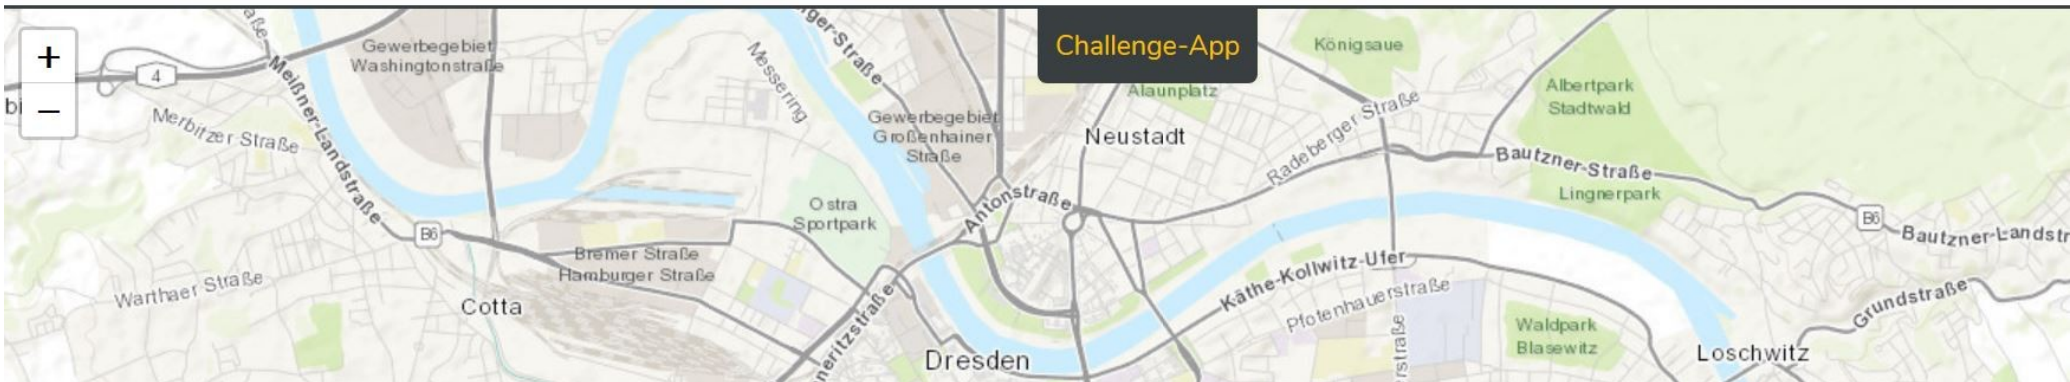 Challenge-App
+
−
4
Gewerbegebiet
Washingtonstraße
Meißner-Landstraße
Merbitzer Straße
Messering
Königsaue
Alaunplatz
Albertpark
Stadtwald
Gewerbegebiet
Großenhainer
Straße
Neustadt
Radeberger Straße
Bautzner-Straße
Lingnerpark
Ostra
Sportpark
Antonstraße
B6
B6
Bautzner-Landstr
Bremer Straße
Hamburger Straße
Warthaer Straße
Cotta
Käthe-Kollwitz-Ufer
Pfotenhauerstraße
Grundstraße
Waldpark
Blasewitz
Dresden
Loschwitz